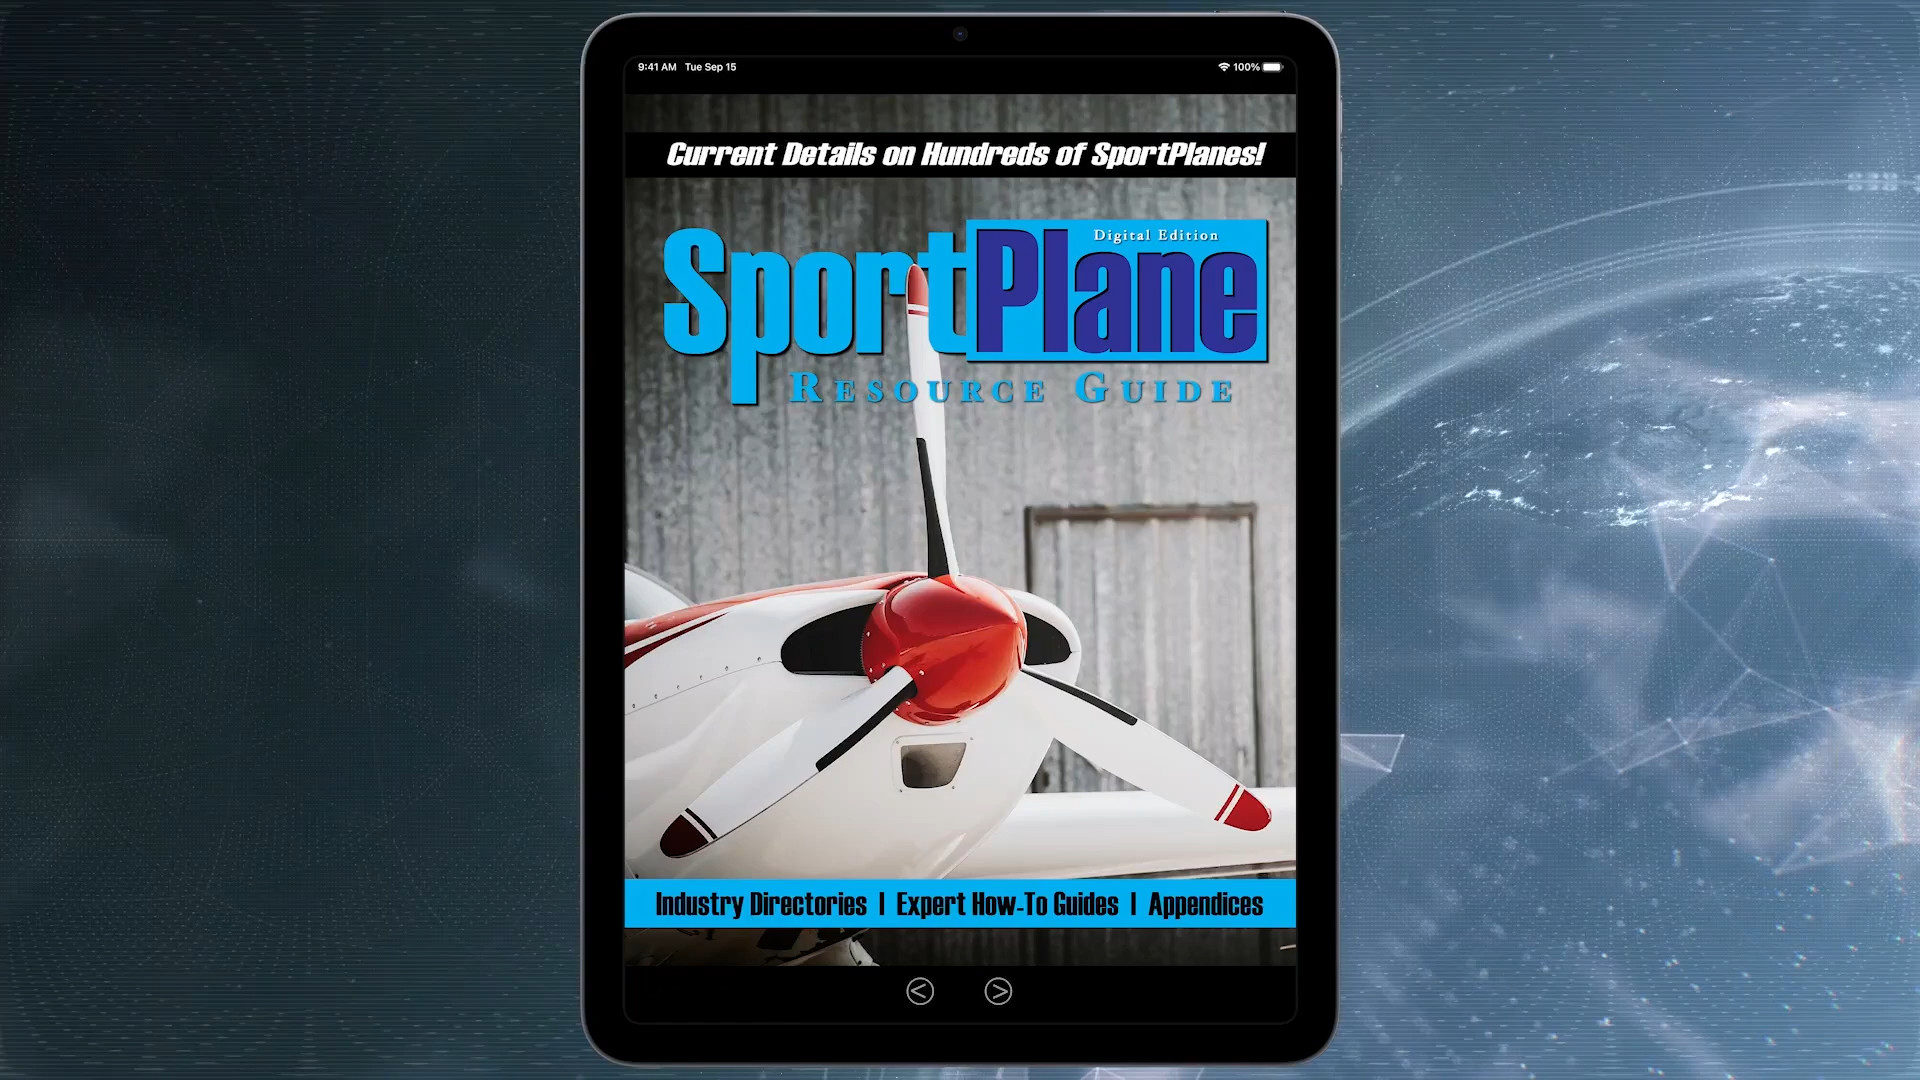 9:41 AM Tue Sep 15
100%
Current Details on Hundreds of SportPlanes!
Digital Edition
SportPlane
Resource Guide
Industry Directories | Expert How-To Guides | Appendices